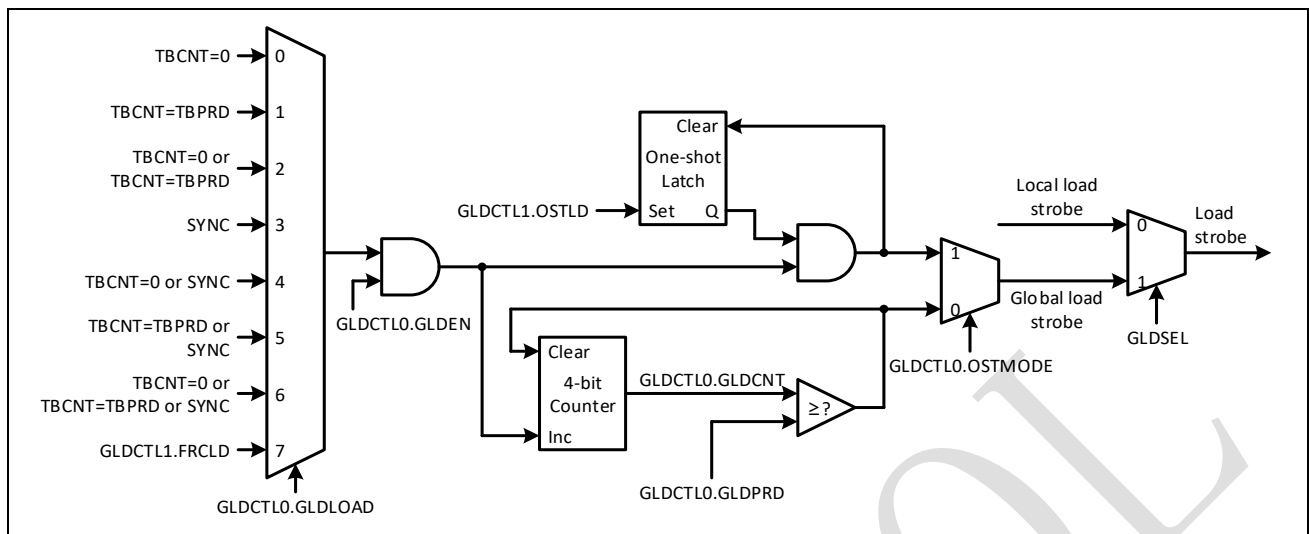 TBCNT=0
0
TBCNT=TBPRD
1
TBCNT=0 or
TBCNT=TBPRD
2
SYNC
3
TBCNT=0 or SYNC
4
TBCNT=TBPRD or
SYNC
5
TBCNT=0 or
TBCNT=TBPRD or SYNC
6
GLDCTL1.FRCLD
7
GLDCTL0.GLDLOAD
GLDCTL0.GLDEN
Clear
One-shot
Latch
Set Q
GLDCTL1.OSTLD
Clear
4-bit
Counter
Inc
GLDCTL0.GLDCNT
≥?
GLDCTL0.GLDPRD
1
0
GLDCTL0.OSTMODE
Local load
strobe
Global load
strobe
0
1
GLDSEL
Load
strobe